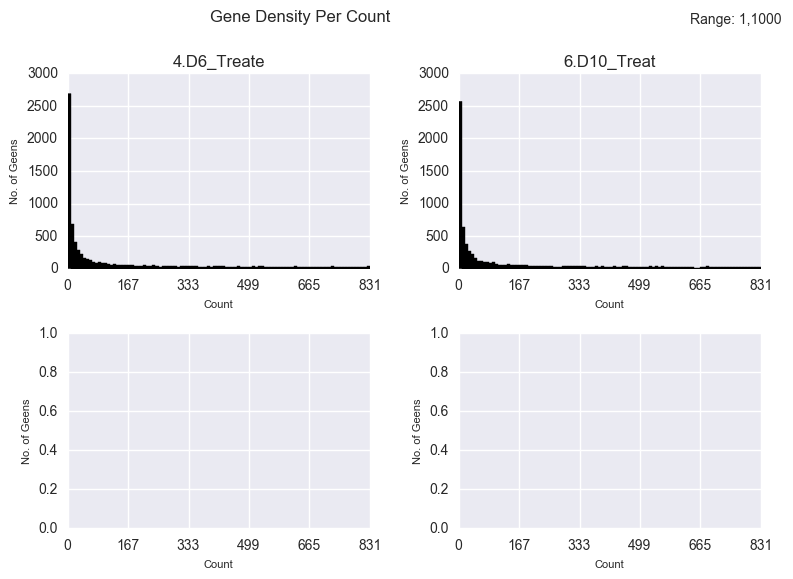 Gene Density Per Count
Range: 1,1000
4.D6_Treate
3000
2500
2000
1500
1000
500
0
No. of Geens
0 167 333 499 665 831
Count
6.D10_Treat
3000
2500
2000
1500
1000
500
0
No. of Geens
0 167 333 499 665 831
Count
1.0
0.8
0.6
0.4
0.2
0.0
No. of Geens
0 167 333 499 665 831
Count
1.0
0.8
0.6
0.4
0.2
0.0
No. of Geens
0 167 333 499 665 831
Count